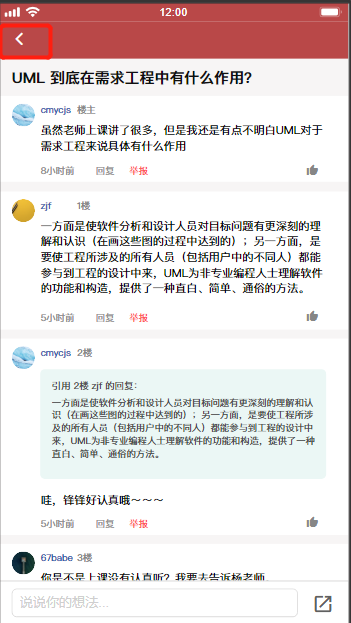 12:00
UML 到底在需求工程中有什么作用?
cmycjs 楼主
虽然老师上课讲了很多，但是我还是有点不明白UML对于
需求工程来说具体有什么作用
8小时前 回复 举报
zjf 1楼
一方面是使软件分析和设计人员对目标问题有更深刻的理
解和认识（在画这些图的过程中达到的）；另一方面，是
要使工程所涉及的所有人员（包括用户中的不同人）都能
参与到工程的设计中来，UML为非专业编程人士理解软件
的功能和构造，提供了一种直白、简单、通俗的方法。
5小时前 回复 举报
cmycjs 2楼
引用 2楼 zjf 的回复:
一方面是使软件分析和设计人员对目标问题有更深刻的理解和认
识（在画这些图的过程中达到的）；另一方面，是要使工程所涉
及的所有人员（包括用户中的不同人）都能参与到工程的设计中
来，UML为非专业编程人士理解软件的功能和构造，提供了一种
直白、简单、通俗的方法。
哇，锋锋好认真哦～～～
5小时前 回复 举报
67babe 3楼
你是不是上课没有认真听？我要去告诉杨老师
说说你的想法...